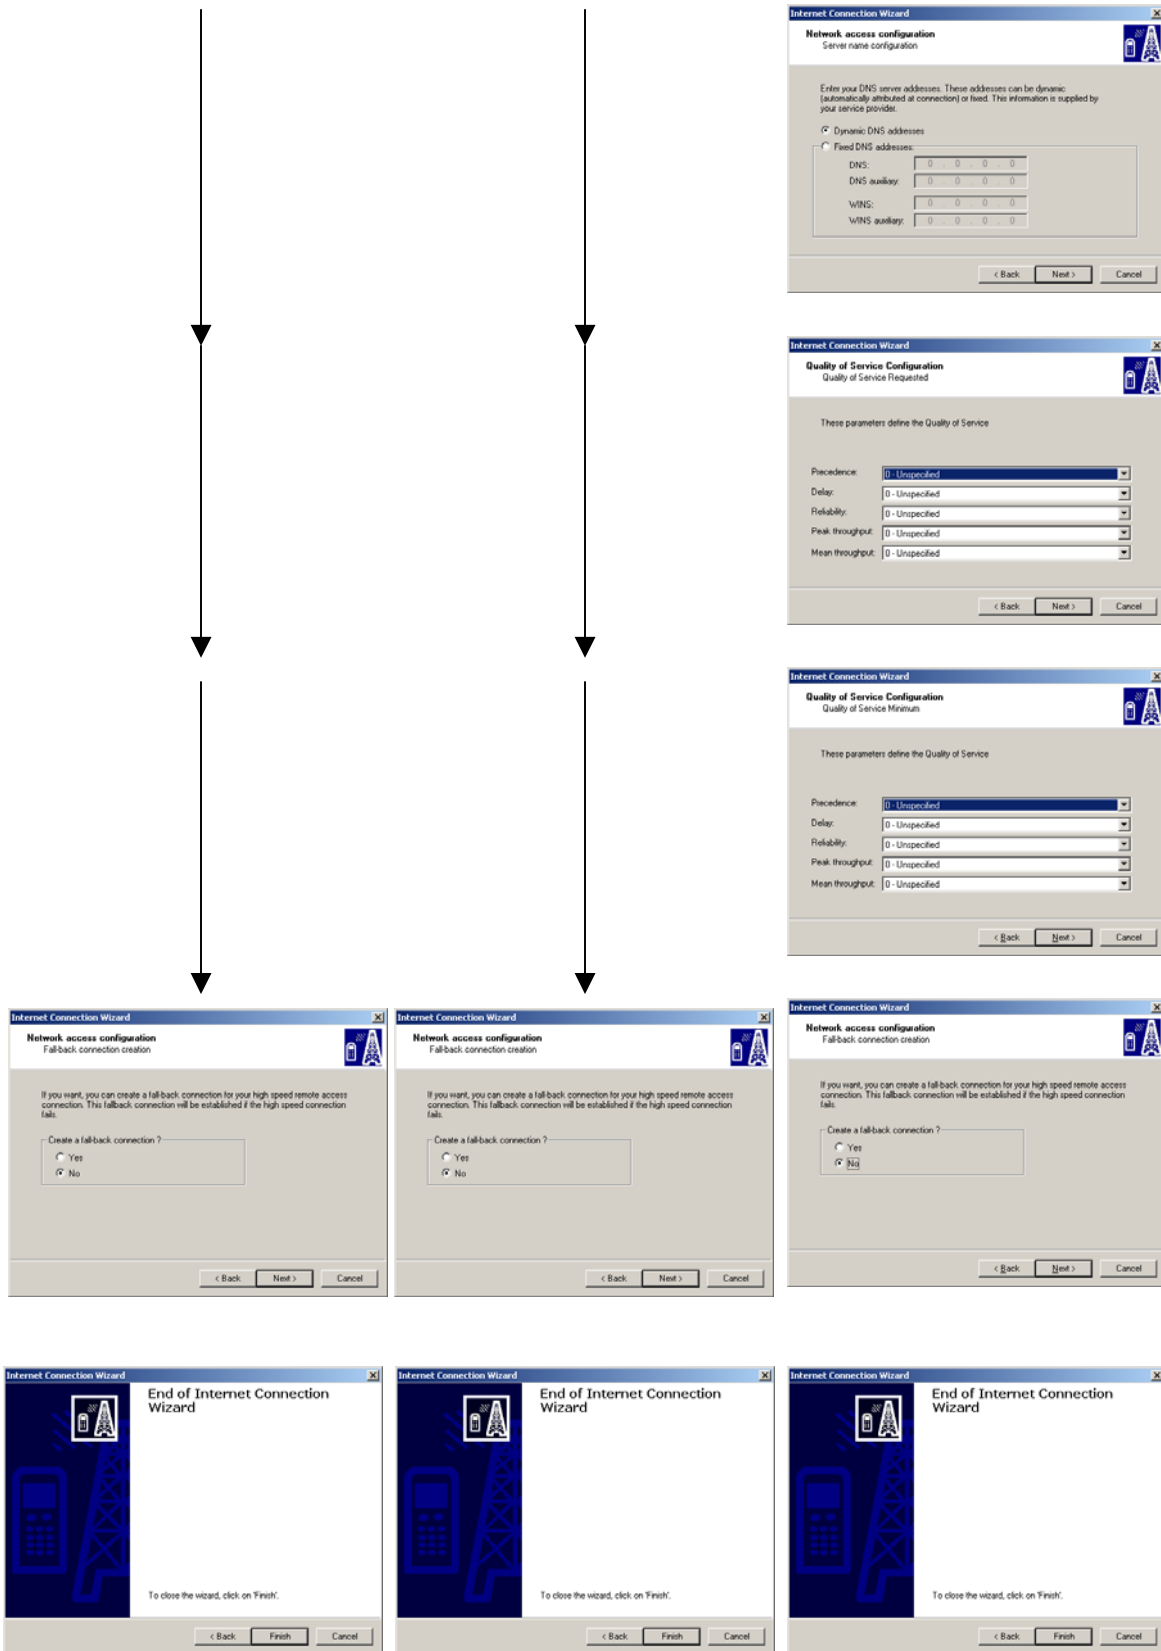 Internet Connection Wizard
Network access configuration
Server name configuration
Enter your DNS server addresses. These addresses can be dynamic
(automatically attributed at connection) or fixed. This information is supplied by
your service provider.
Dynamic DNS addresses
Fixed DNS addresses:
DNS: 0 . 0 . 0 . 0
DNS auxiliary: 0 . 0 . 0 . 0
WINS: 0 . 0 . 0 . 0
WINS auxiliary: 0 . 0 . 0 . 0
< Back Next > Cancel
Internet Connection Wizard
Quality of Service Configuration
Quality of Service Requested
These parameters define the Quality of Service
Precedence: 0 - Unspecified
Delay: 0 - Unspecified
Reliability: 0 - Unspecified
Peak throughput: 0 - Unspecified
Mean throughput: 0 - Unspecified
< Back Next > Cancel
Internet Connection Wizard
Quality of Service Configuration
Quality of Service Minimum
These parameters define the Quality of Service
Precedence: 0 - Unspecified
Delay: 0 - Unspecified
Reliability: 0 - Unspecified
Peak throughput: 0 - Unspecified
Mean throughput: 0 - Unspecified
< Back Next > Cancel
Internet Connection Wizard
Network access configuration
Fall-back connection creation
If you want, you can create a fall-back connection for your high speed remote access
connection. This fallback connection will be established if the high speed connection
fails.
Create a fall-back connection ?
Yes
No
< Back Next > Cancel
Internet Connection Wizard
Network access configuration
Fall-back connection creation
If you want, you can create a fall-back connection for your high speed remote access
connection. This fallback connection will be established if the high speed connection
fails.
Create a fall-back connection ?
Yes
No
< Back Next > Cancel
Internet Connection Wizard
Network access configuration
Fall-back connection creation
If you want, you can create a fall-back connection for your high speed remote access
connection. This fallback connection will be established if the high speed connection
fails.
Create a fall-back connection ?
Yes
No
< Back Next > Cancel
Internet Connection Wizard
End of Internet Connection
Wizard
To close the wizard, click on 'Finish'.
< Back Finish Cancel
Internet Connection Wizard
End of Internet Connection
Wizard
To close the wizard, click on 'Finish'.
< Back Finish Cancel
Internet Connection Wizard
End of Internet Connection
Wizard
To close the wizard, click on 'Finish'.
< Back Finish Cancel